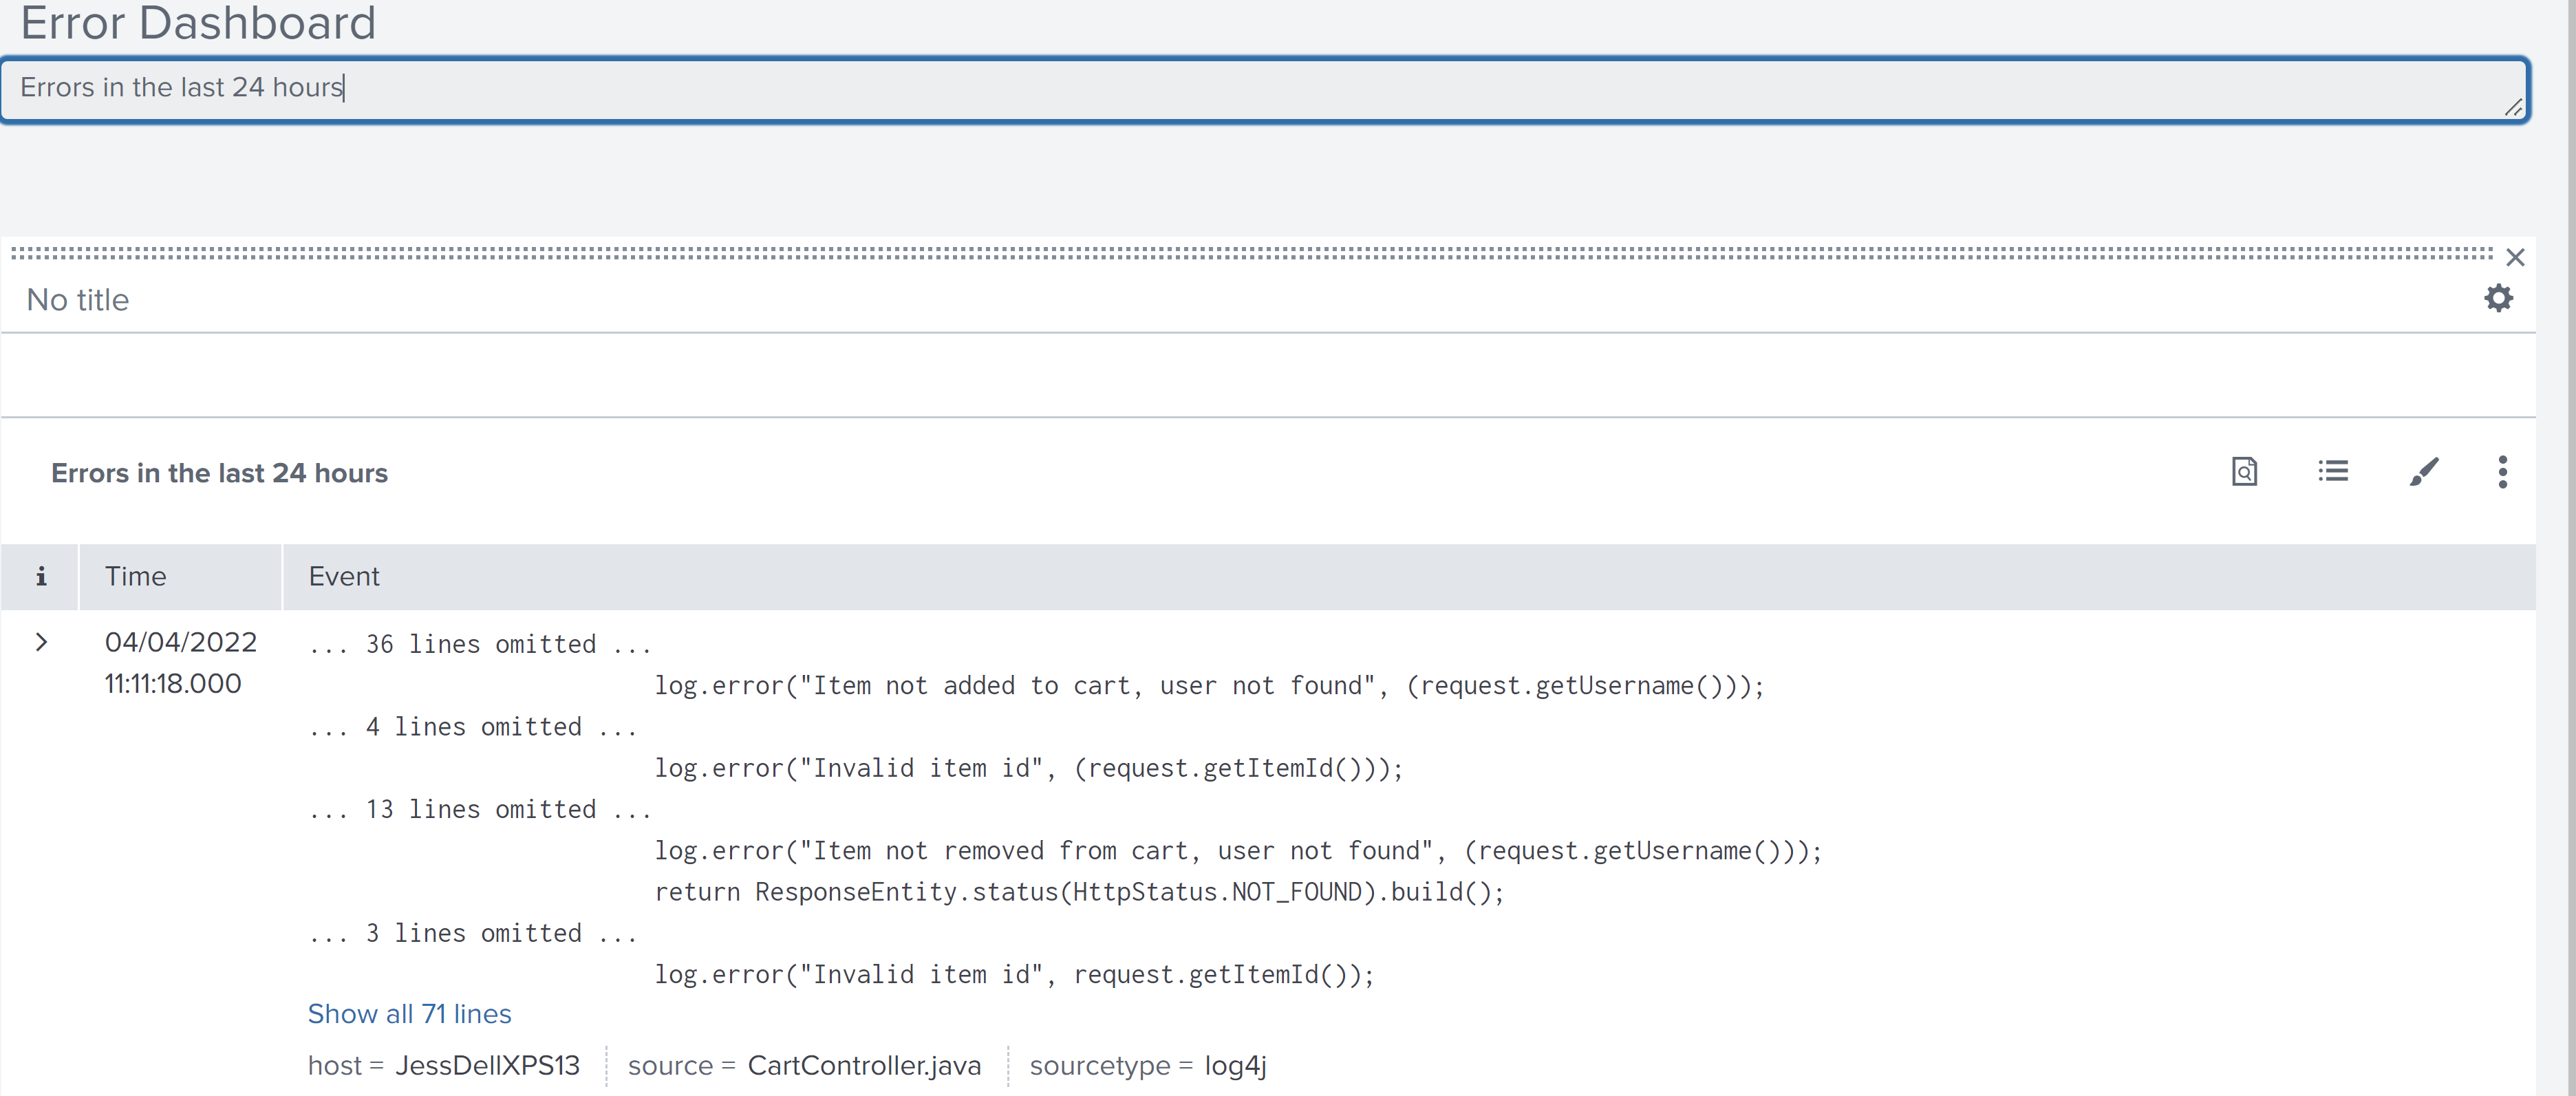 Error Dashboard
Errors in the last 24 hours
No title
Errors in the last 24 hours
i Time Event
04/04/2022 ... 36 lines omitted ...
11:11:18.000 log.error("Item not added to cart, user not found", (request.getUsername()));
... 4 lines omitted ...
log.error("Invalid item id", (request.getItemId()));
... 13 lines omitted ...
log.error("Item not removed from cart, user not found", (request.getUsername()));
return ResponseEntity.status(HttpStatus.NOT_FOUND).build();
... 3 lines omitted ...
log.error("Invalid item id", request.getItemId());
Show all 71 lines
host = JessDellXPS13 source = CartController.java sourcetype = log4j